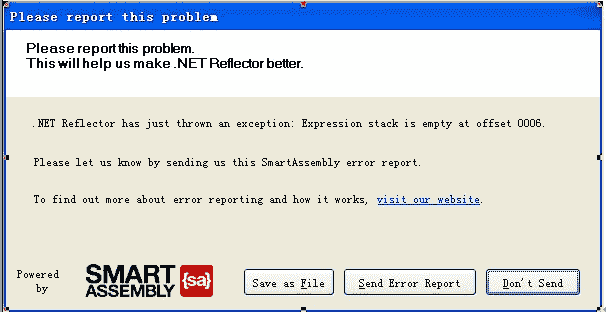 Please report this problem
Please report this problem.
This will help us make .NET Reflector better.
.NET Reflector has just thrown an exception: Expression stack is empty at offset 0006.
Please let us know by sending us this SmartAssembly error report.
To find out more about error reporting and how it works, visit our website.
Powered
by
SMART
ASSEMBLY
{sa}
Save as File
Send Error Report
Don't Send